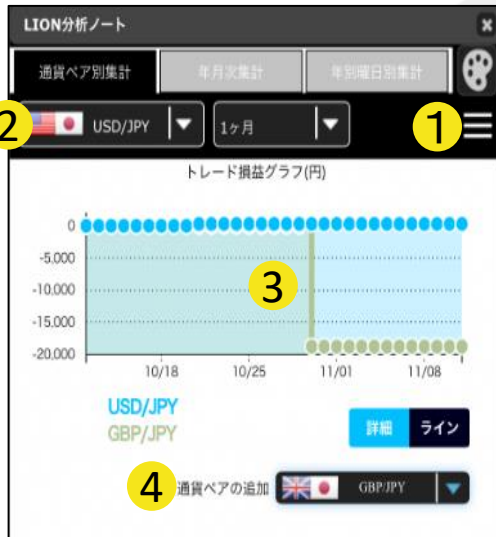 LION分析ノート
通貨ペア別集計 年月次集計 年別曜日別集計
2 USD/JPY 1ヶ月 1
トレード損益グラフ(円)
0
-5,000
-10,000
3
-15,000
-20,000
10/18 10/25 11/01 11/08
USD/JPY
GBP/JPY
詳細 ライン
4 通貨ペアの追加 GBP/JPY